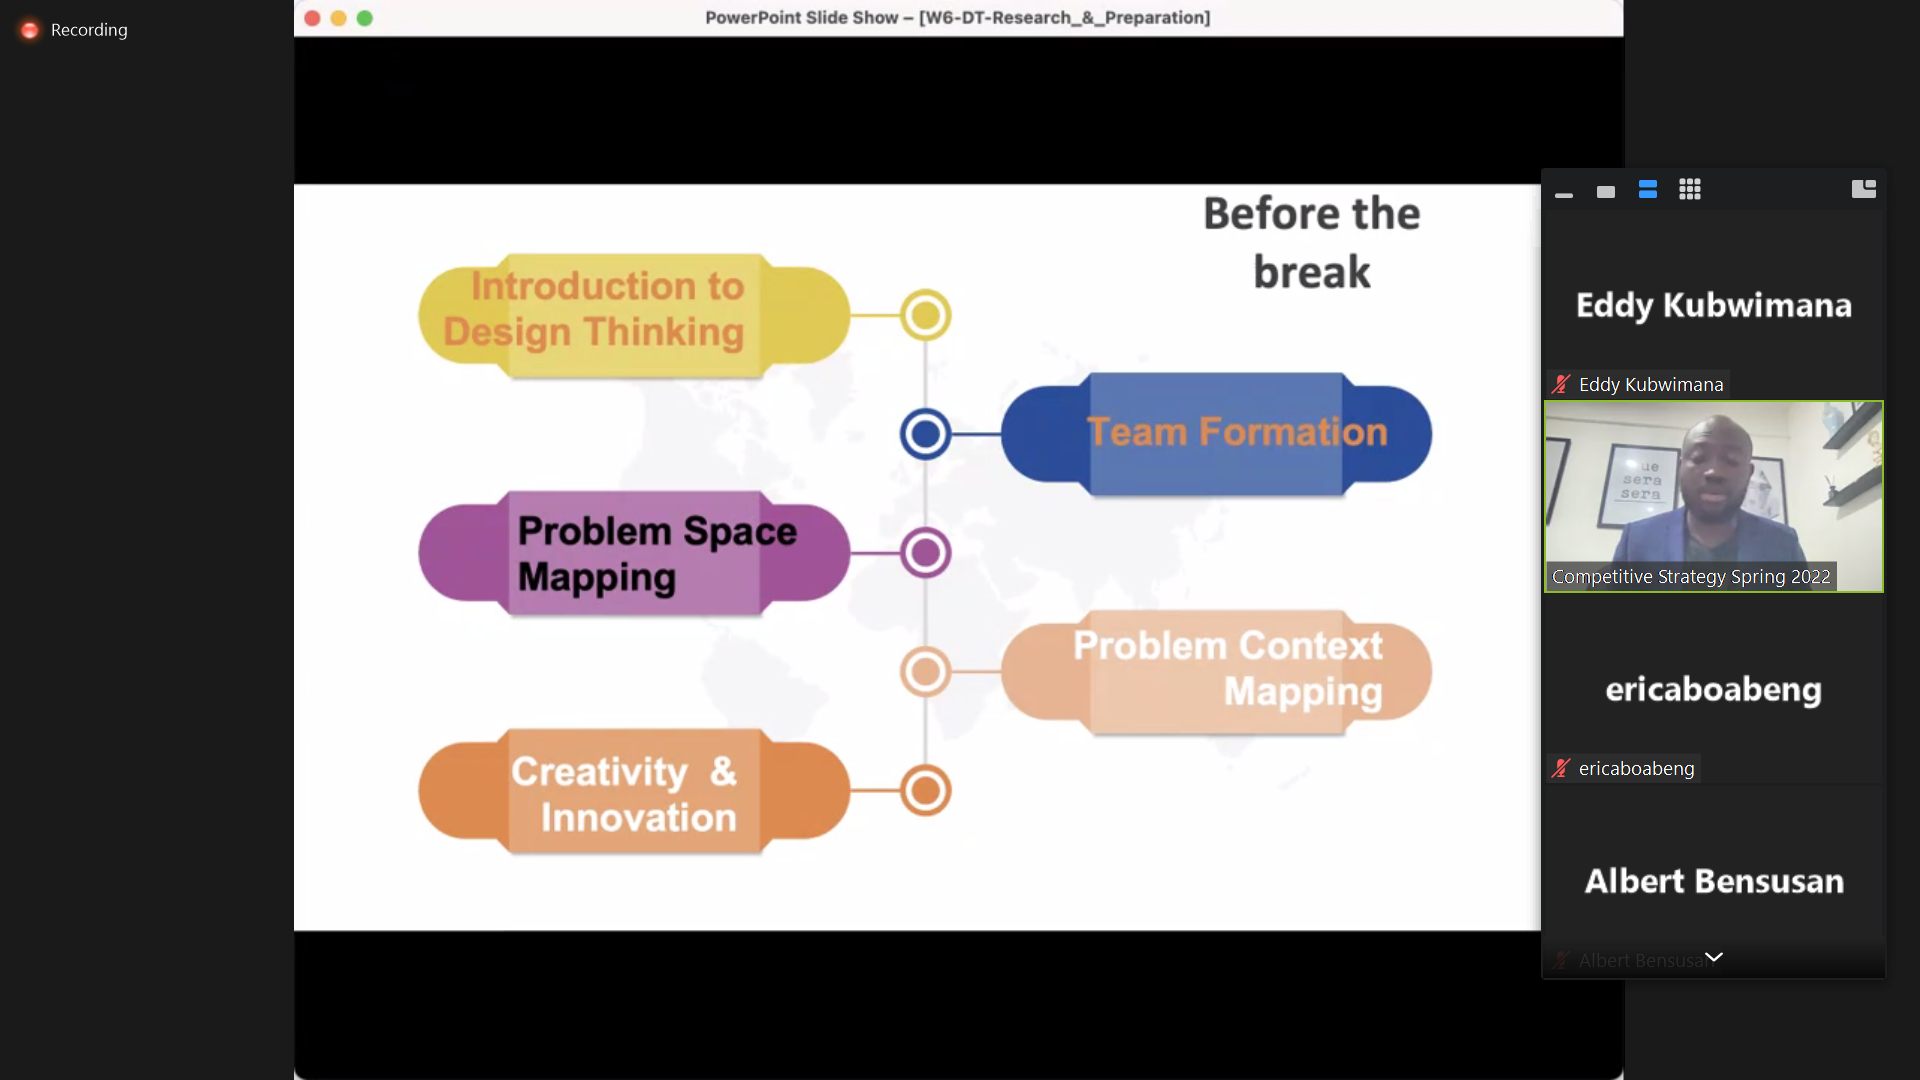 Recording
PowerPoint Slide Show – [W6-DT-Research_&_Preparation]
Before the
break
Introduction to
Design Thinking
Team Formation
Problem Space
Mapping
Problem Context
Mapping
Creativity &
Innovation
Eddy Kubwimana
Eddy Kubwimana
ue
sera
sera
Competitive Strategy Spring 2022
ericaboabeng
ericaboabeng
Albert Bensusan
Albert Bensusan